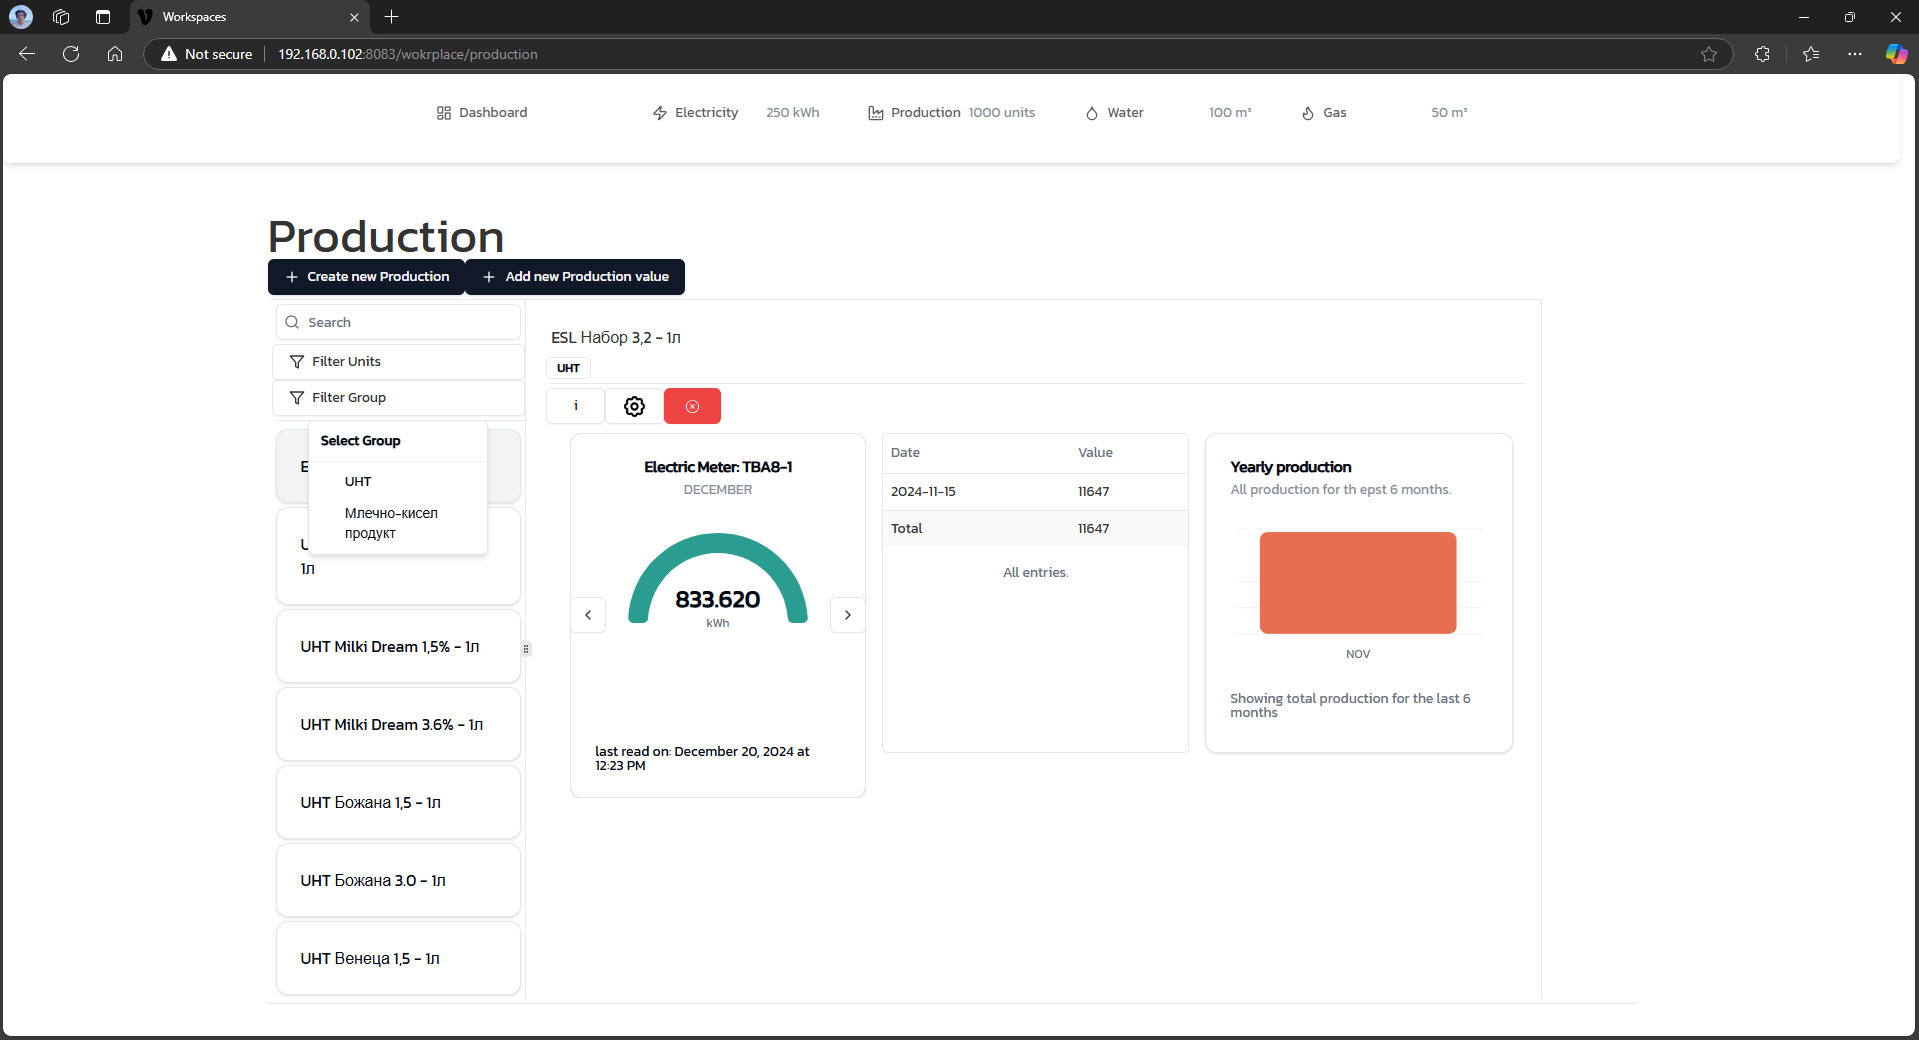 Workspaces
Not secure
192.168.0.102:8083/wokrplace/production
Dashboard
Electricity 250 kWh
Production 1000 units
Water 100 m³
Gas 50 m³
Production
Create new Production
Add new Production value
Search
Filter Units
Filter Group
Select Group
UHT
Млечно-кисел
продукт
E
U
1л
UHT Milki Dream 1,5% - 1л
UHT Milki Dream 3.6% - 1л
UHT Божана 1,5 - 1л
UHT Божана 3.0 - 1л
UHT Венеца 1,5 - 1л
ESL Набор 3,2 - 1л
UHT
i
Electric Meter: TBA8-1
DECEMBER
833.620
kWh
last read on: December 20, 2024 at
12:23 PM
Date Value
2024-11-15 11647
Total 11647
All entries.
Yearly production
All production for th epst 6 months.
NOV
Showing total production for the last 6
months